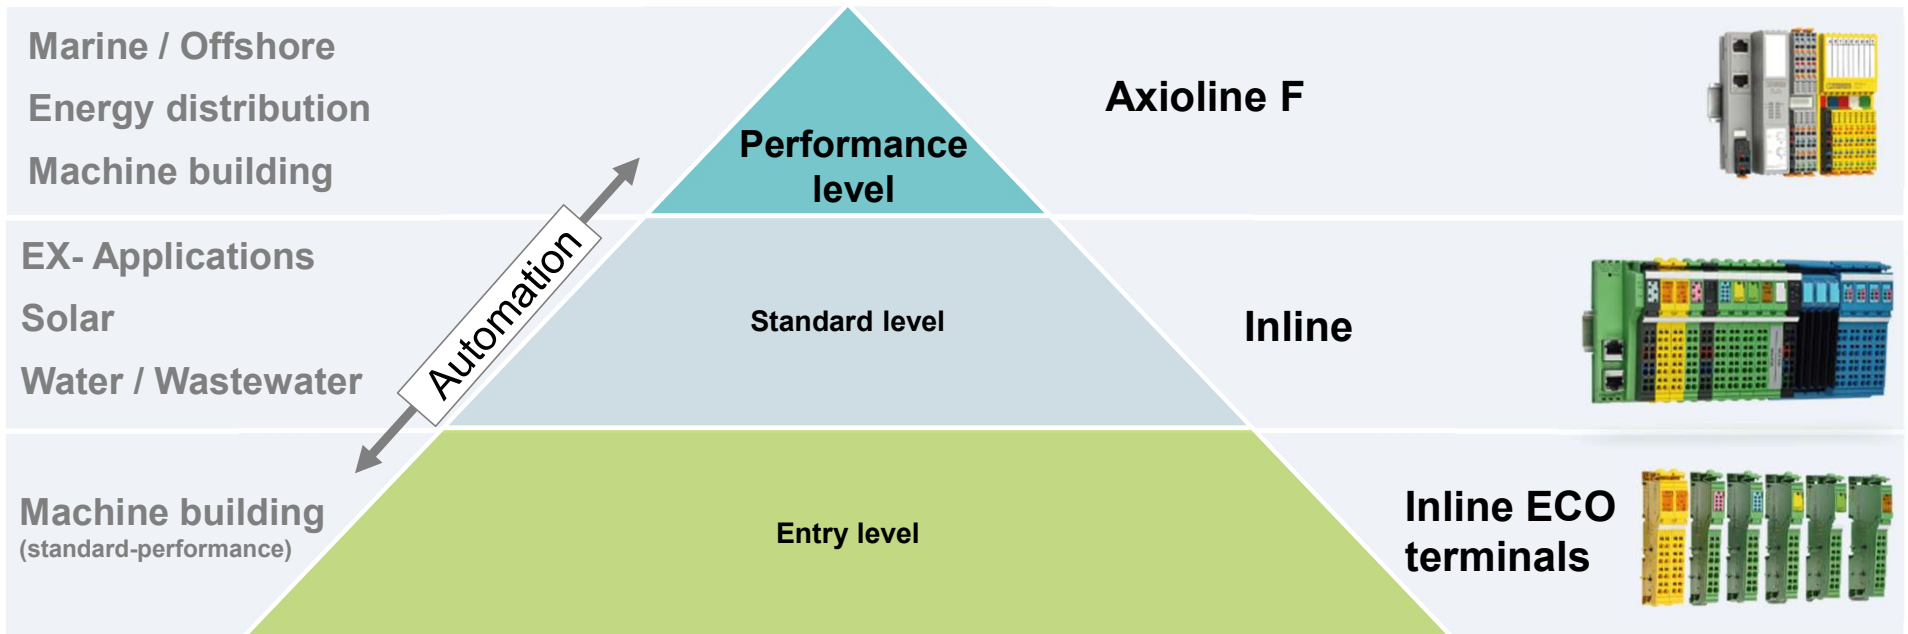 Marine / Offshore
Energy distribution
Machine building
Performance
level
Axioline F
Automation
EX- Applications
Solar
Water / Wastewater
Standard level
Inline
Machine building
(standard-performance)
Entry level
Inline ECO
terminals